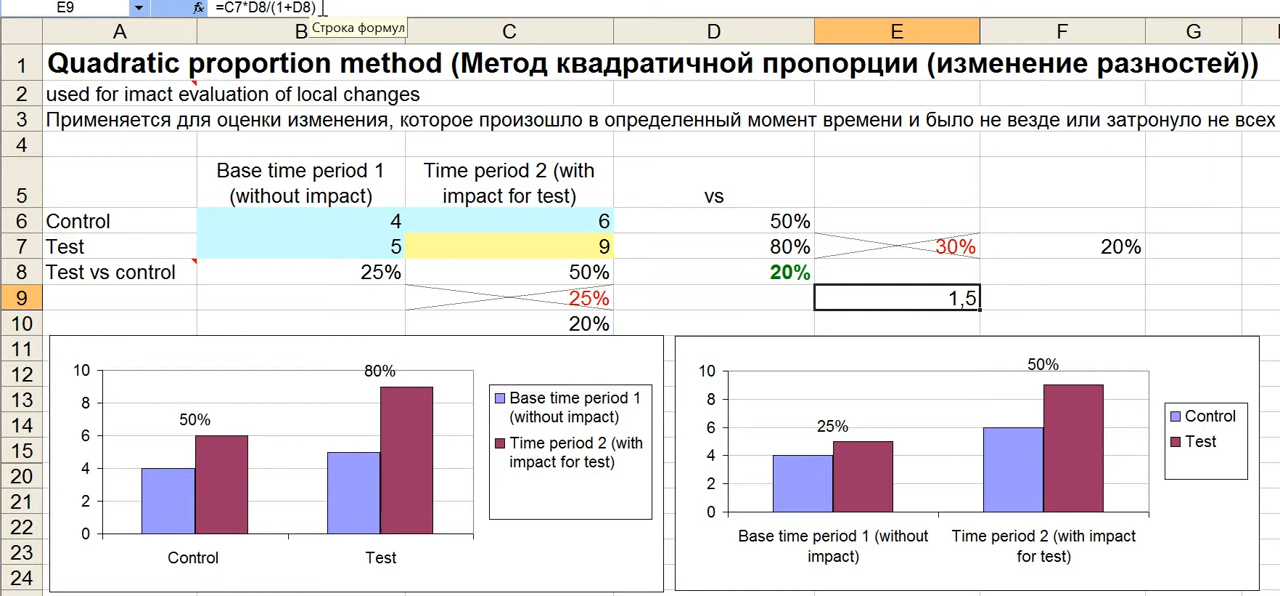 E9 fx =C7*D8/(1+D8)
Строка формул
A B C D E F G
1 Quadratic proportion method (Метод квадратичной пропорции (изменение разностей))
2 used for imact evaluation of local changes
3 Применяется для оценки изменения, которое произошло в определенный момент времени и было не везде или затронуло не всех
4
Base time period 1 Time period 2 (with
5 (without impact) impact for test) vs
6 Control 4 6 50%
7 Test 5 9 80% 30% 20%
8 Test vs control 25% 50% 20%
9 25% 1,5
10 20%
11
12
13
14
15
20
21
22
23
24
10
8
6
4
2
0
50%
80%
Control Test
Base time period 1
(without impact)
Time period 2 (with
impact for test)
10
8
6
4
2
0
25%
50%
Base time period 1 (without Time period 2 (with impact
impact) for test)
Control
Test